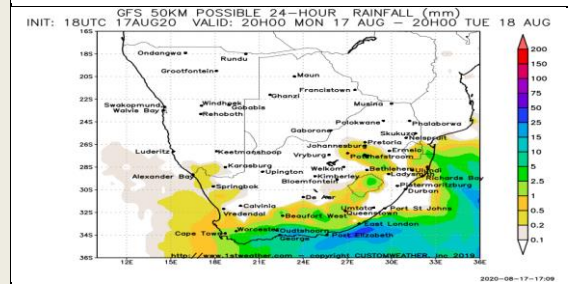 GFS 50KM POSSIBLE 24-HOUR RAINFALL (mm)
INIT: 18UTC 17AUG20 VALID: 20H00 MON 17 AUG - 20H00 TUE 18 AUG
16S
18S
20S
22S
24S
26S
28S
30S
32S
34S
36S
Ondangwa
Rundu
Grootfontein
Maun
Francistown
Ghanzi
Swakopmund
Walvis Bay
Windhoek
Gobabis
Rehoboth
Musina
Polokwane
Phalaborwa
Skukuza
Nelspruit
Gaborone
Pretoria
Johannesburg
Ermelo
Luderitz
Keetmanshoop
Vryburg
Potchefstroom
Karasburg
Welkom
Bethlehem
Ulundi
Alexander Bay
Upington
Kimberley
Ladysmith
Richards Bay
Springbok
Bloemfontein
Pietermaritzburg
Durban
De Aar
Calvinia
Umtata
Port St Johns
Vredendal
Beaufort West
Queenstown
East London
Cape Town
Worcester
Oudtshoorn
George
Port Elizabeth
http://www.1stweather.com - copyright CUSTOMWEATHER, inc 2019
12E
15E
18E
21E
24E
27E
30E
33E
36E
200
150
100
75
50
25
15
10
5
2.5
1
0.5
0.2
0.1
2020-08-17-17:09